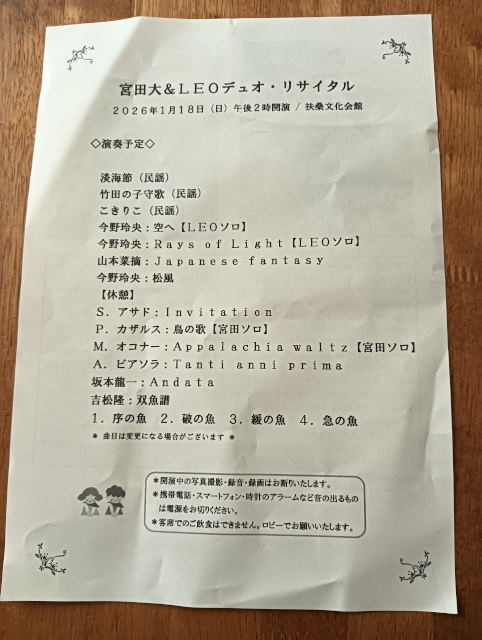 宮田大&LEOデュオ・リサイタル
2026年1月18日（日）午後2時開演 / 扶桑文化会館
◇演奏予定◇
淡海節（民謡）
竹田の子守歌（民謡）
こきりこ（民謡）
今野玲央：空へ【LEOソロ】
今野玲央：Rays of Light【LEOソロ】
山本菜摘：Japanese fantasy
今野玲央：松風
【休憩】
S．アサド：Invitation
P．カザルス：鳥の歌【宮田ソロ】
M．オコナー：Appalachia waltz【宮田ソロ】
A．ピアソラ：Tanti anni prima
坂本龍一：Andata
吉松隆：双魚譜
1．序の魚　2．破の魚　3．緩の魚　4．急の魚
＊ 曲目は変更になる場合がございます ＊
＊開演中の写真撮影・録音・録画はお断りいたします。
＊携帯電話・スマートフォン・時計のアラームなど音の出るもの
は電源をお切りください。
＊客席でのご飲食はできません。ロビーでお願いいたします。